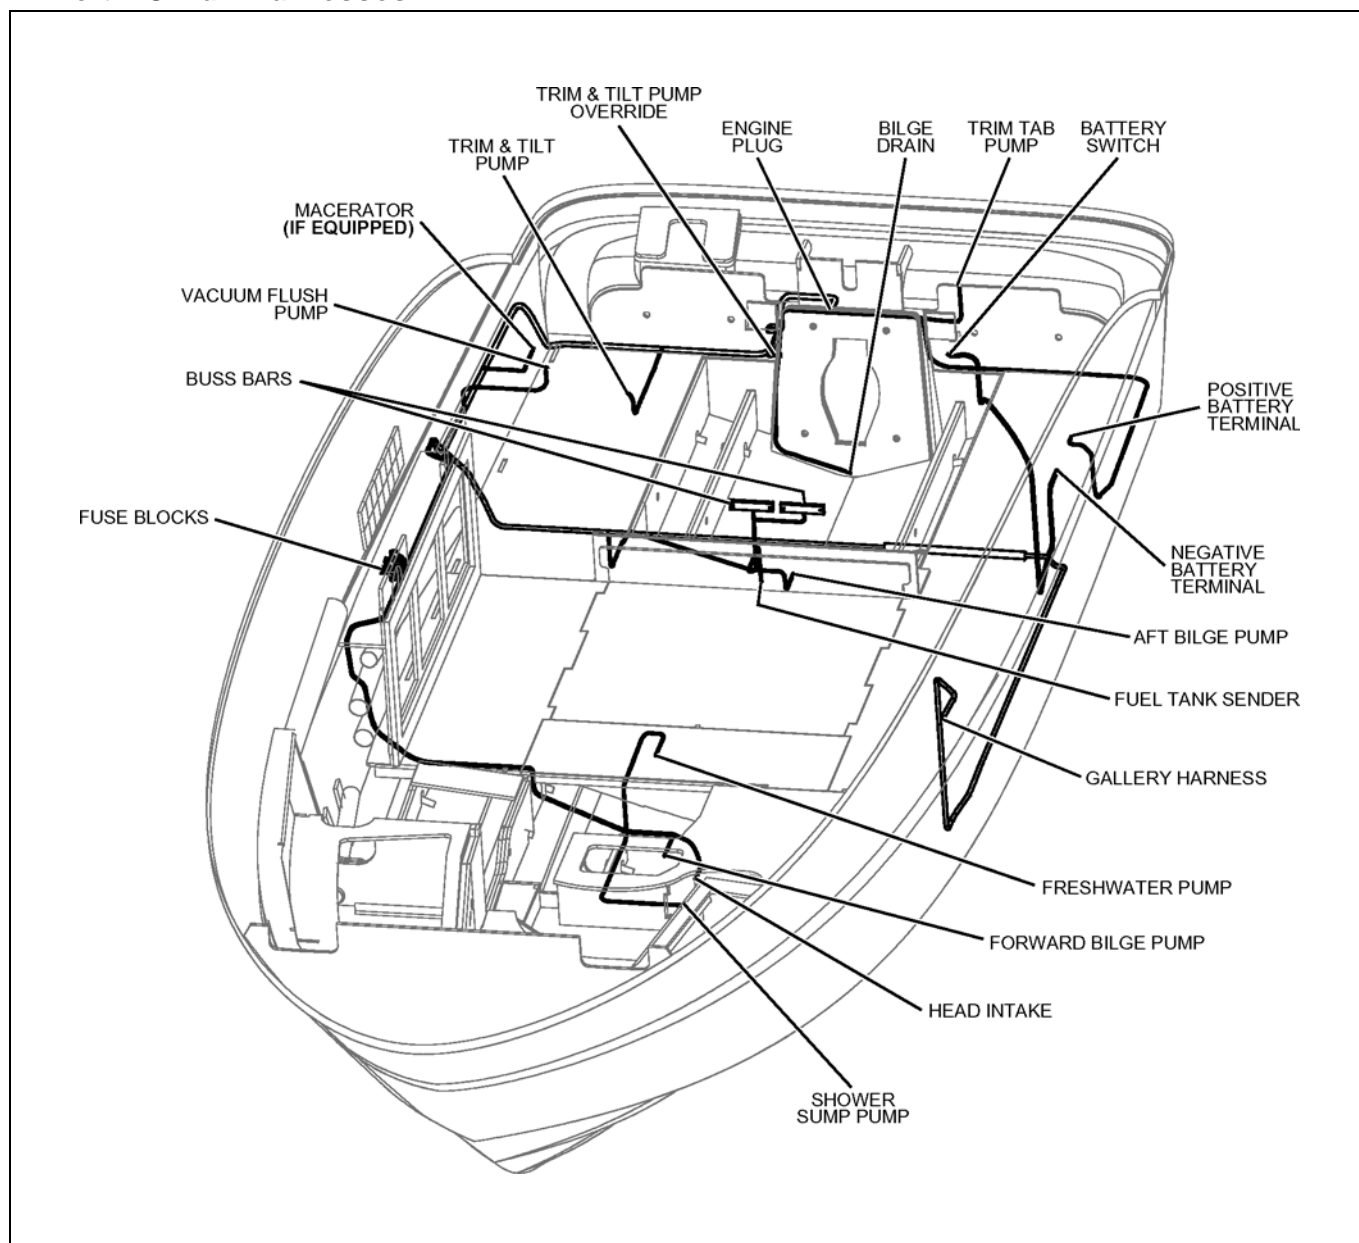 TRIM & TILT PUMP
OVERRIDE
ENGINE
PLUG
BILGE
DRAIN
TRIM TAB
PUMP
BATTERY
SWITCH
TRIM & TILT
PUMP
MACERATOR
(IF EQUIPPED)
VACUUM FLUSH
PUMP
BUSS BARS
POSITIVE
BATTERY
TERMINAL
FUSE BLOCKS
NEGATIVE
BATTERY
TERMINAL
AFT BILGE PUMP
FUEL TANK SENDER
GALLERY HARNESS
FRESHWATER PUMP
FORWARD BILGE PUMP
HEAD INTAKE
SHOWER
SUMP PUMP